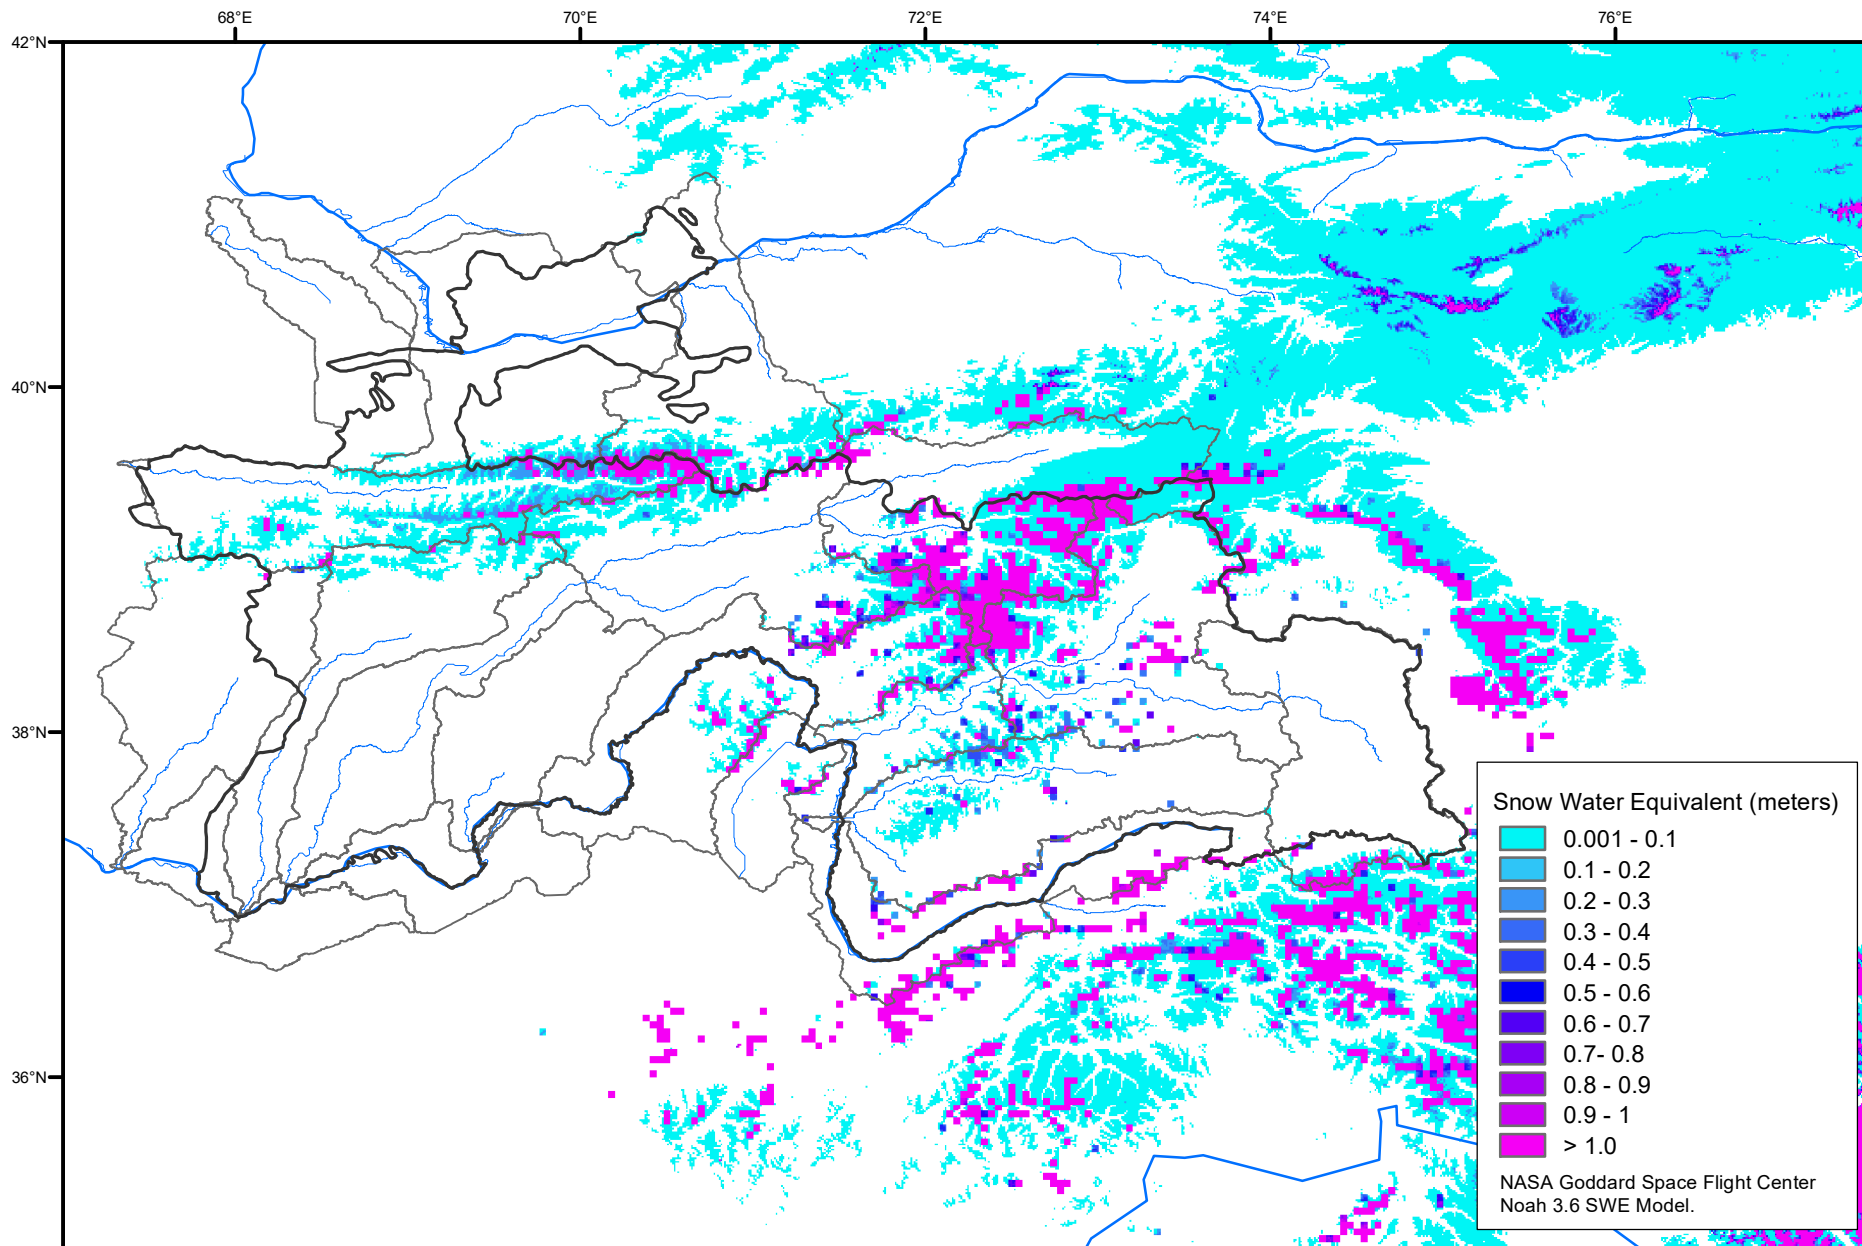 68°E 70°E 72°E 74°E 76°E
42°N
40°N
38°N
36°N
Snow Water Equivalent (meters)
0.001 - 0.1
0.1 - 0.2
0.2 - 0.3
0.3 - 0.4
0.4 - 0.5
0.5 - 0.6
0.6 - 0.7
0.7- 0.8
0.8 - 0.9
0.9 - 1
> 1.0
NASA Goddard Space Flight Center
Noah 3.6 SWE Model.